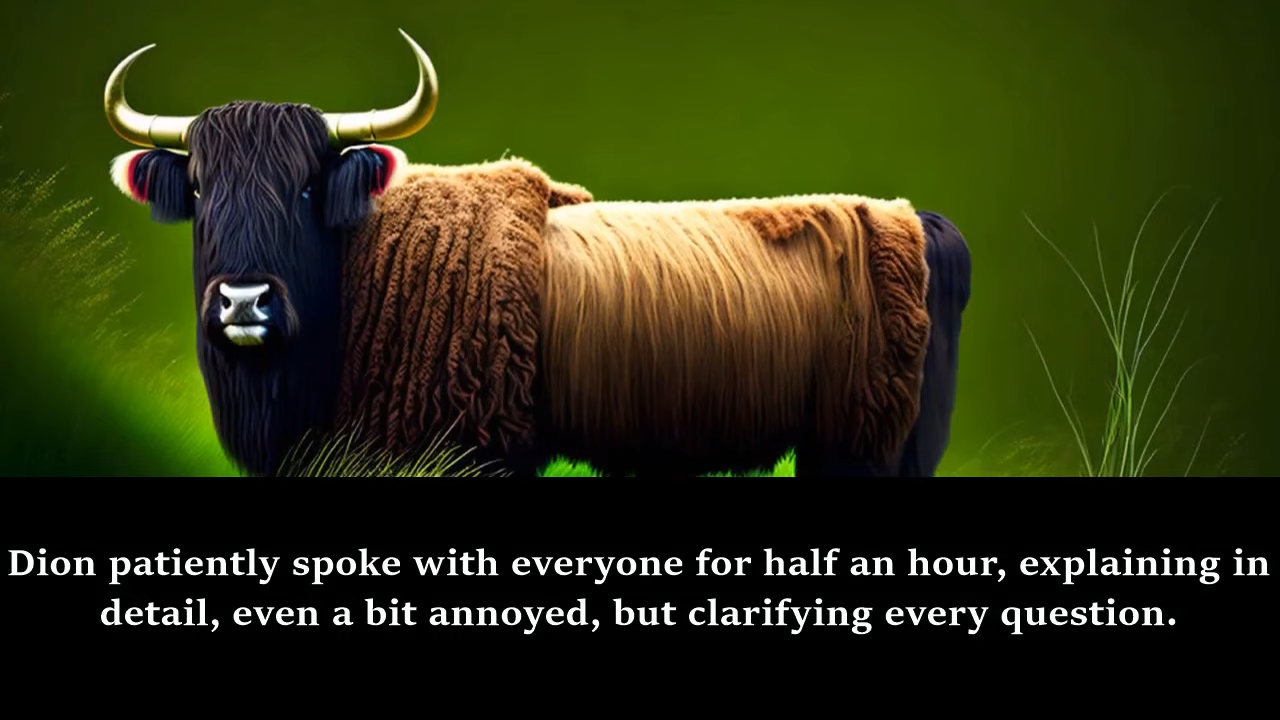 Dion patiently spoke with everyone for half an hour, explaining in
detail, even a bit annoyed, but clarifying every question.